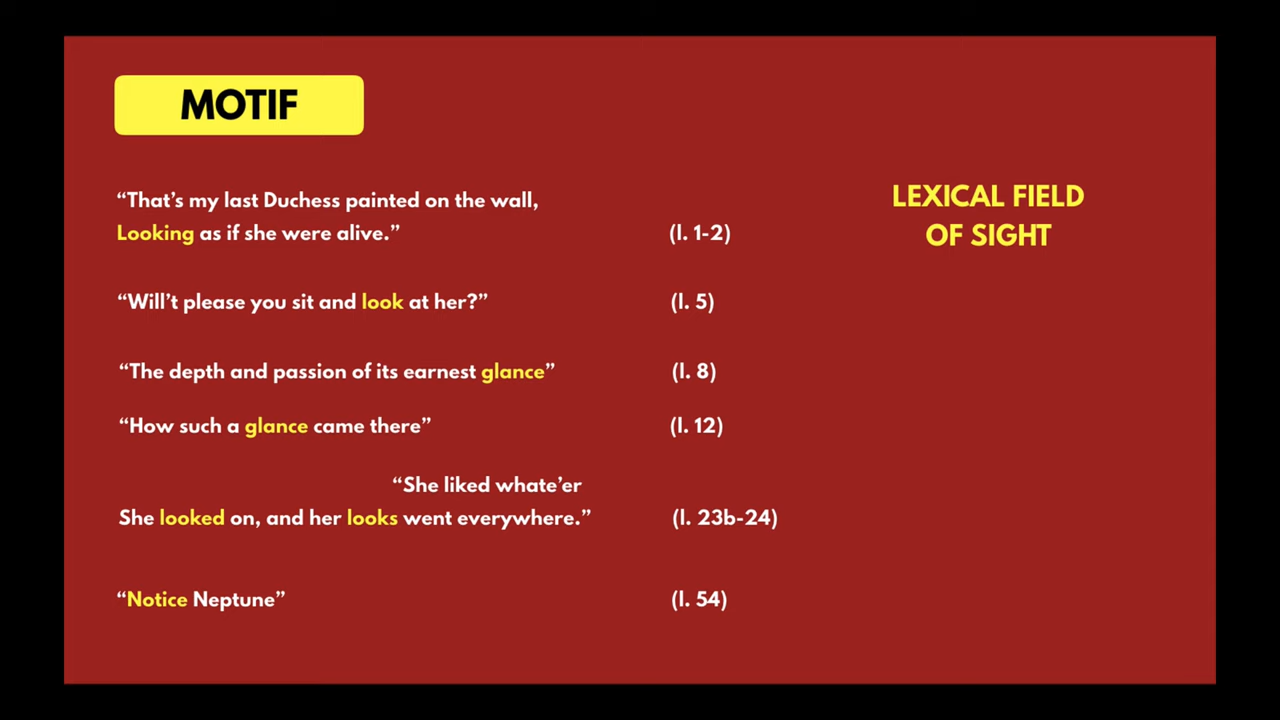 MOTIF
LEXICAL FIELD
OF SIGHT
“That’s my last Duchess painted on the wall,
Looking as if she were alive.” (l. 1-2)
“Will’t please you sit and look at her?” (l. 5)
“The depth and passion of its earnest glance” (l. 8)
“How such a glance came there” (l. 12)
“She liked whate’er
She looked on, and her looks went everywhere.” (l. 23b-24)
“Notice Neptune” (l. 54)